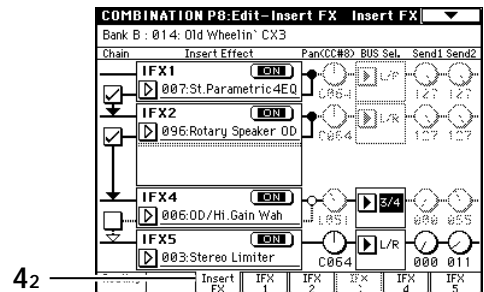 COMBINATION P8:Edit-Insert FX Insert FX
Bank B : 014: Old Wheelin` CX3
Chain Insert Effect Pan(CC#8) BUS Sel. Send1 Send2
IFX1 ON
007:St.Parametric4EQ C064 L/R 127 127
IFX2 ON
096:Rotary Speaker OD C064 L/R 127 127
IFX4 ON
006:OD/Hi.Gain Wah L051 3/4
IFX5 ON
003:Stereo Limiter C064 L/R 000 011
42
Routing Insert FX IFX 1 IFX 2 IFX IFX 4 IFX 5